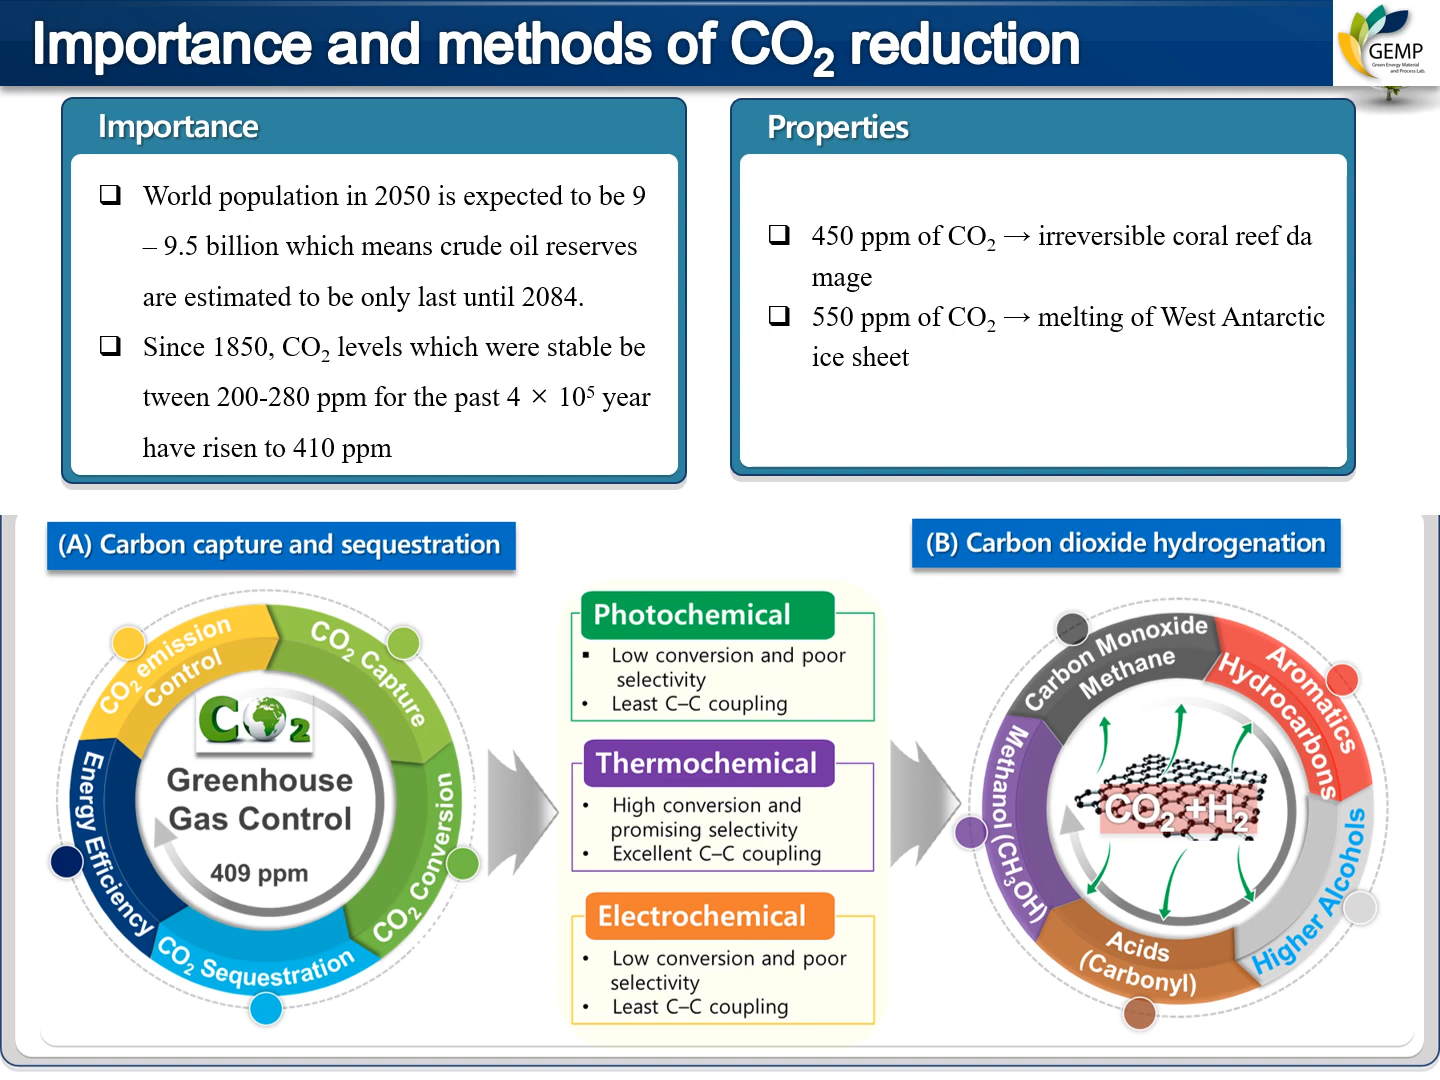 Importance and methods of CO₂ reduction
GEMP
Green Energy Material
and Process Lab.
Importance
❑ World population in 2050 is expected to be 9
– 9.5 billion which means crude oil reserves
are estimated to be only last until 2084.
❑ Since 1850, CO₂ levels which were stable be
tween 200-280 ppm for the past 4 × 10⁵ year
have risen to 410 ppm
Properties
❑ 450 ppm of CO₂ → irreversible coral reef da
mage
❑ 550 ppm of CO₂ → melting of West Antarctic
ice sheet
(A) Carbon capture and sequestration
CO₂ emission
Control
CO₂ Capture
CO₂ Conversion
CO₂ Sequestration
Energy Efficiency
CO₂
Greenhouse
Gas Control
409 ppm
Photochemical
▪ Low conversion and poor
selectivity
• Least C–C coupling
Thermochemical
• High conversion and
promising selectivity
• Excellent C–C coupling
Electrochemical
• Low conversion and poor
selectivity
• Least C–C coupling
(B) Carbon dioxide hydrogenation
Carbon Monoxide
Methane
Aromatics
Hydrocarbons
Higher Alcohols
Acids
(Carbonyl)
Methanol (CH₃OH)
CO₂ +H₂